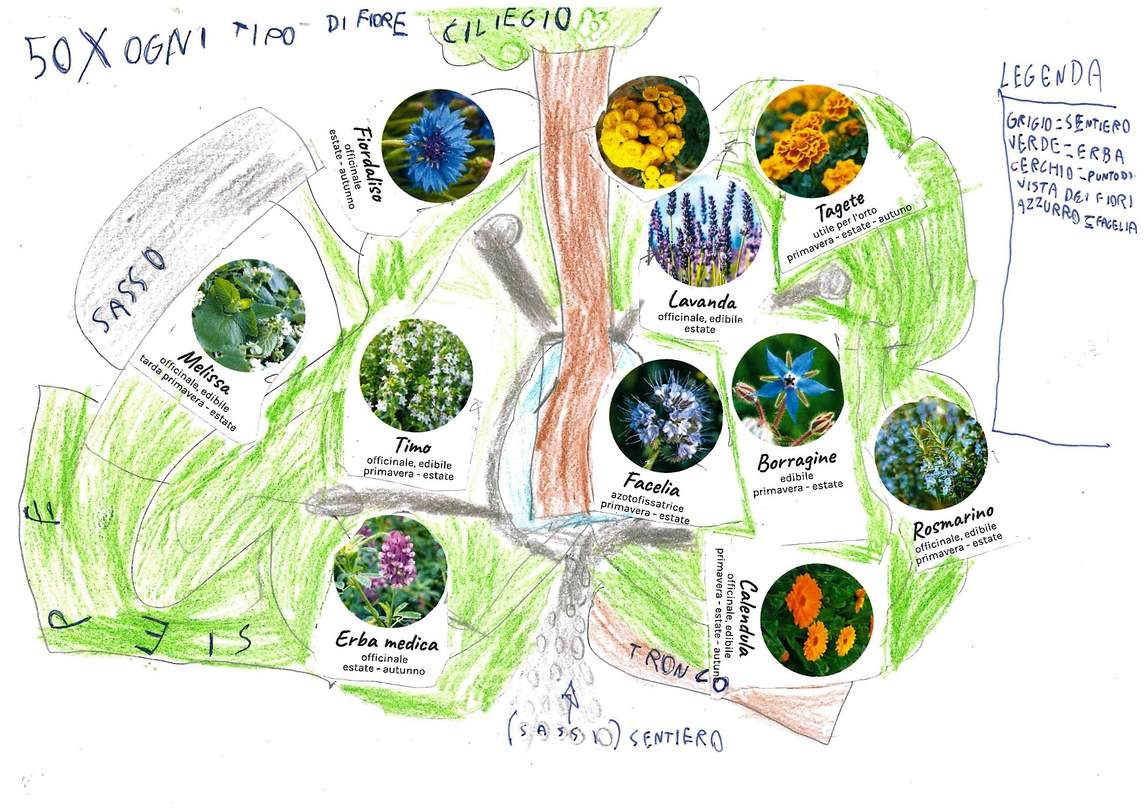 50 X OGNI TIPO DI FIORE
CILIEGIO
LEGENDA
GRIGIO = SENTIERO
VERDE = ERBA
CERCHIO = PUNTO DI
VISTA DEI FIORI
AZZURRO = FACELIA
Fiordaliso
officinale
estate - autunno
Tagete
utile per l'orto
primavera - estate - autuno
Lavanda
officinale, edibile
estate
SASSO
Melissa
officinale, edibile
tarda primavera - estate
Timo
officinale, edibile
primavera - estate
Facelia
azotofissatrice
primavera - estate
Borragine
edibile
primavera - estate
Rosmarino
officinale, edibile
primavera - estate
Erba medica
officinale
estate - autunno
Calendula
officinale, edibile
primavera - estate - autun
SIEPE
TRONCO
(SASSI) SENTIERO